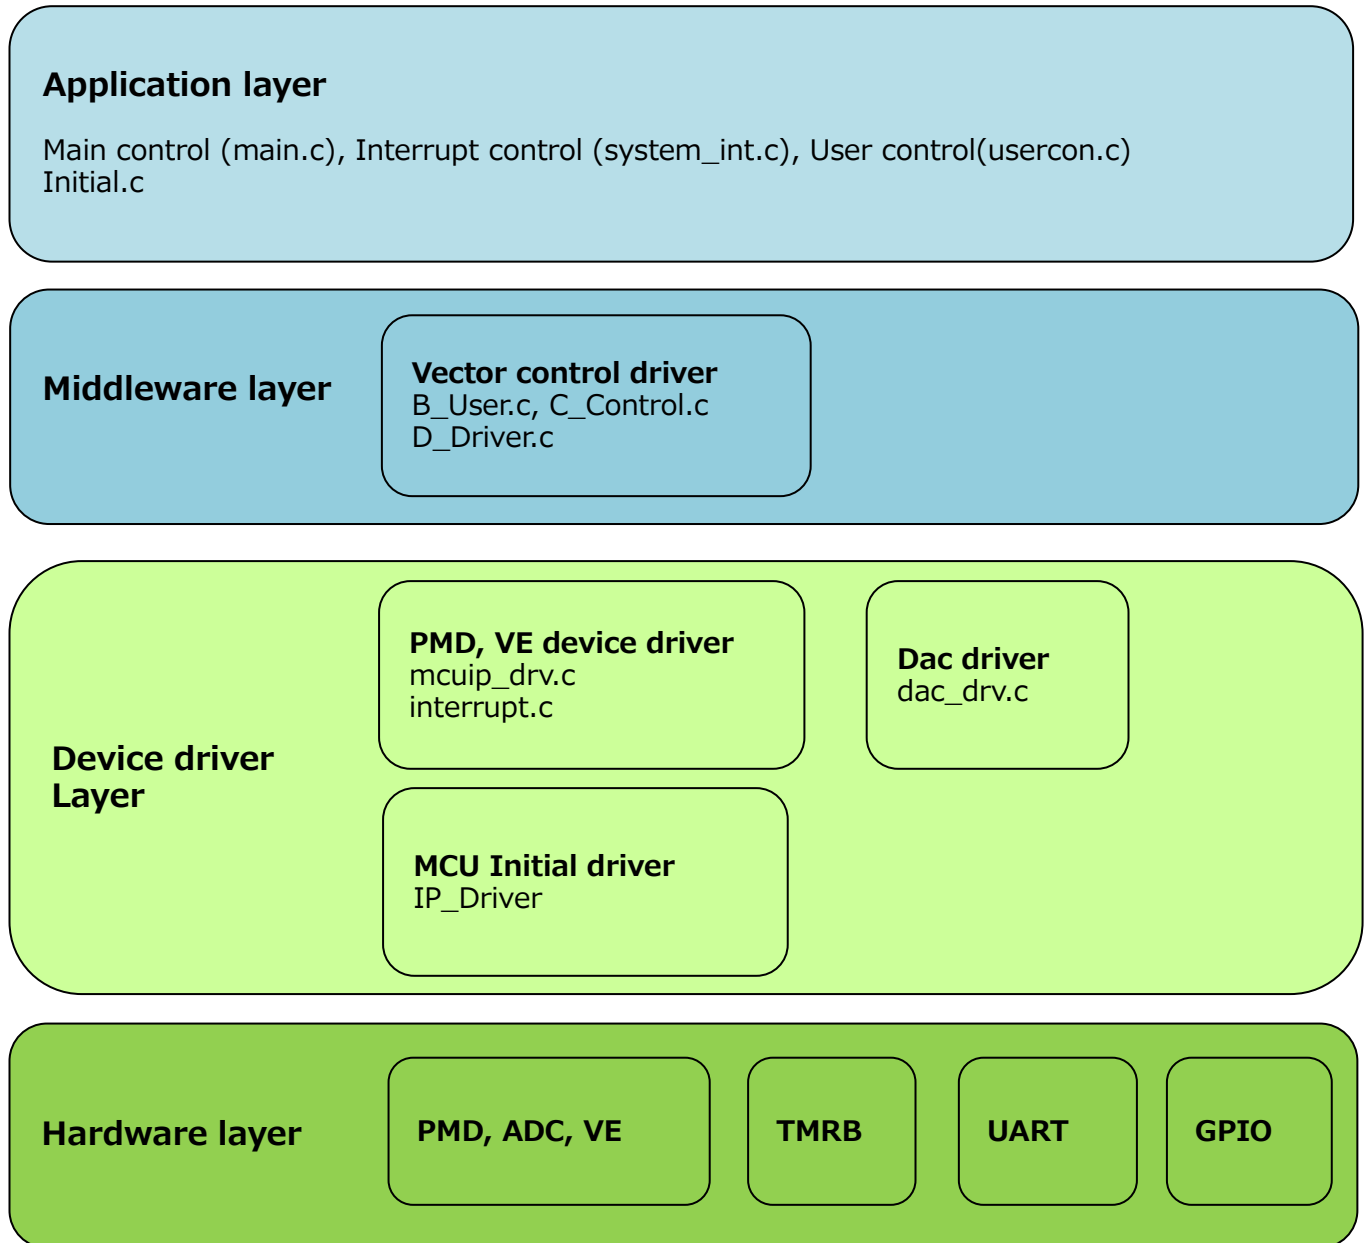 Application layer
Main control (main.c), Interrupt control (system_int.c), User control(usercon.c)
Initial.c
Middleware layer
Vector control driver
B_User.c, C_Control.c
D_Driver.c
Device driver
Layer
PMD, VE device driver
mcuip_drv.c
interrupt.c
Dac driver
dac_drv.c
MCU Initial driver
IP_Driver
Hardware layer
PMD, ADC, VE
TMRB
UART
GPIO